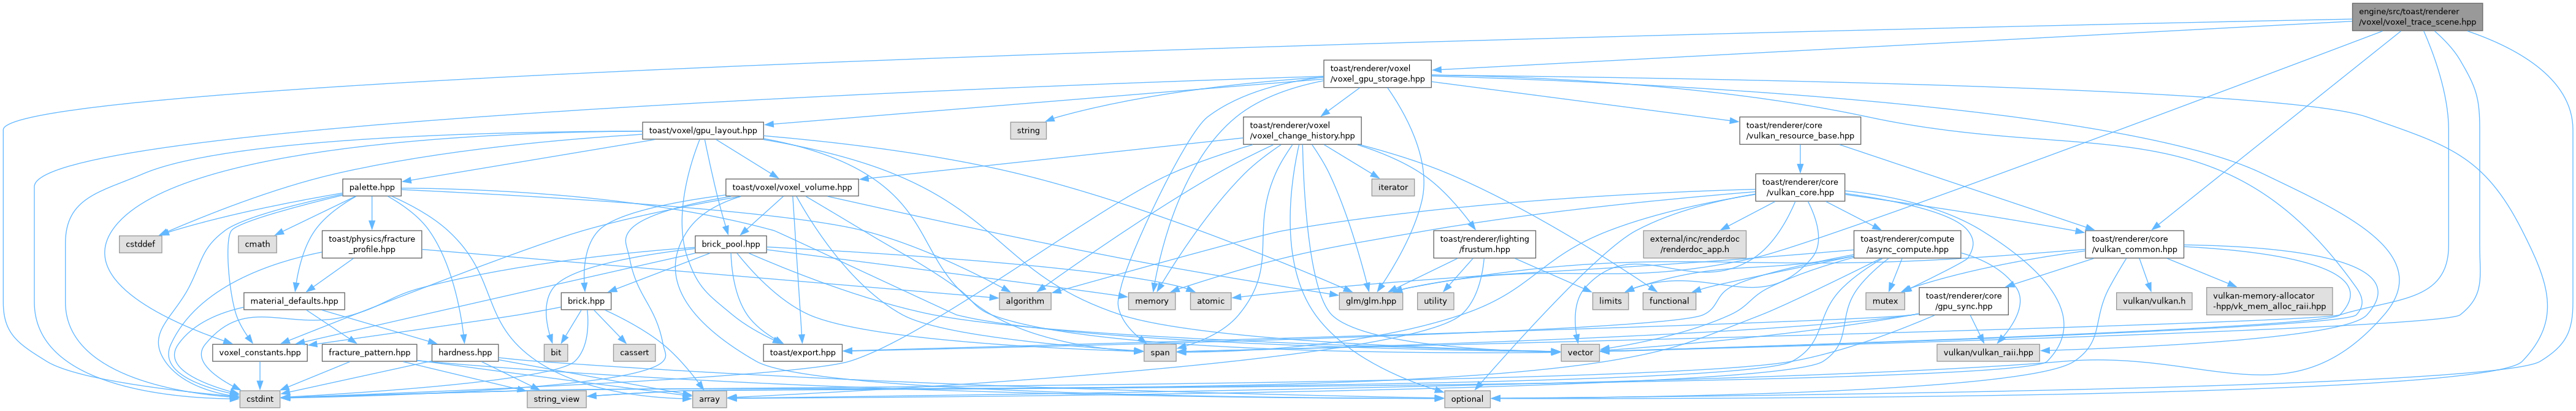 engine/src/toast/renderer
/voxel/voxel_trace_scene.hpp
toast/renderer/voxel
/voxel_gpu_storage.hpp
toast/voxel/gpu_layout.hpp
string
toast/renderer/voxel
/voxel_change_history.hpp
toast/renderer/core
/vulkan_resource_base.hpp
palette.hpp
toast/voxel/voxel_volume.hpp
iterator
toast/renderer/core
/vulkan_core.hpp
cstddef
cmath
toast/physics/fracture
_profile.hpp
brick_pool.hpp
toast/renderer/lighting
/frustum.hpp
external/inc/renderdoc
/renderdoc_app.h
toast/renderer/compute
/async_compute.hpp
toast/renderer/core
/vulkan_common.hpp
material_defaults.hpp
brick.hpp
algorithm
memory
atomic
glm/glm.hpp
utility
limits
functional
mutex
toast/renderer/core
/gpu_sync.hpp
vulkan/vulkan.h
vulkan-memory-allocator
-hpp/vk_mem_alloc_raii.hpp
voxel_constants.hpp
fracture_pattern.hpp
hardness.hpp
bit
cassert
toast/export.hpp
span
vector
vulkan/vulkan_raii.hpp
cstdint
string_view
array
optional